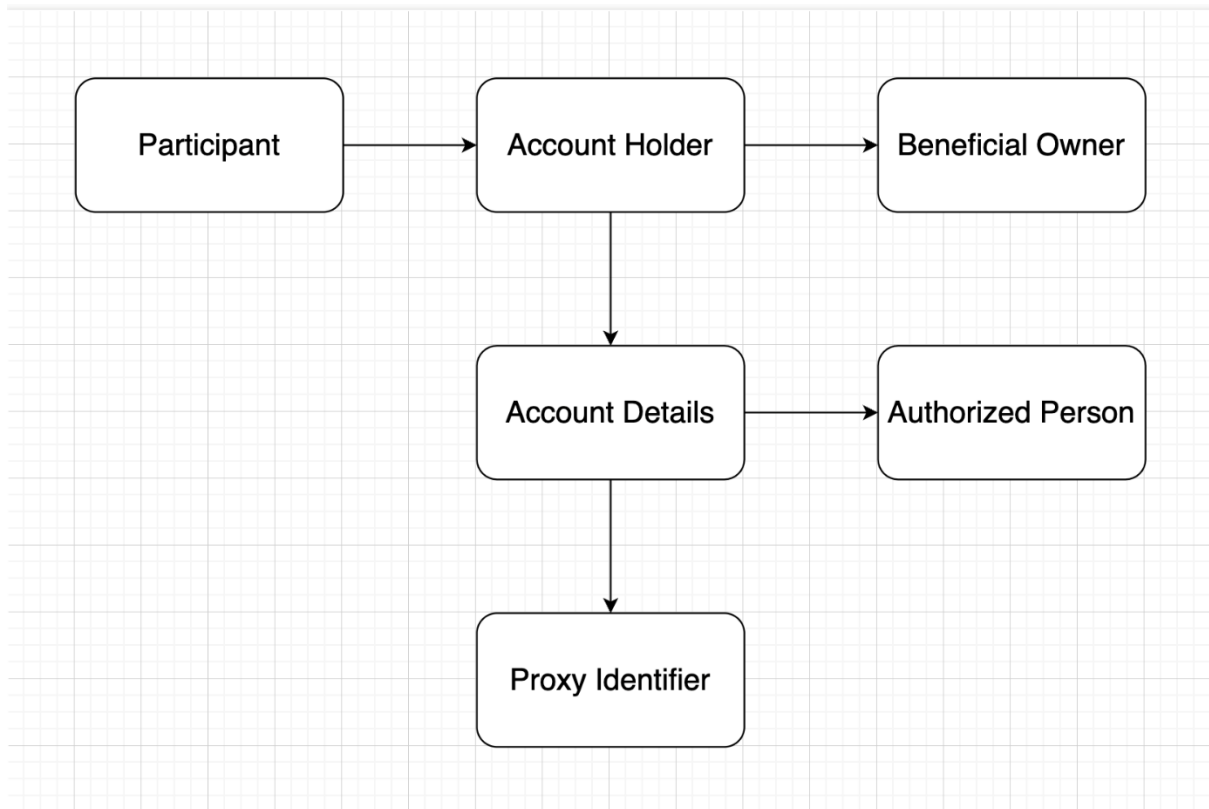 Participant
Account Holder
Beneficial Owner
Account Details
Authorized Person
Proxy Identifier